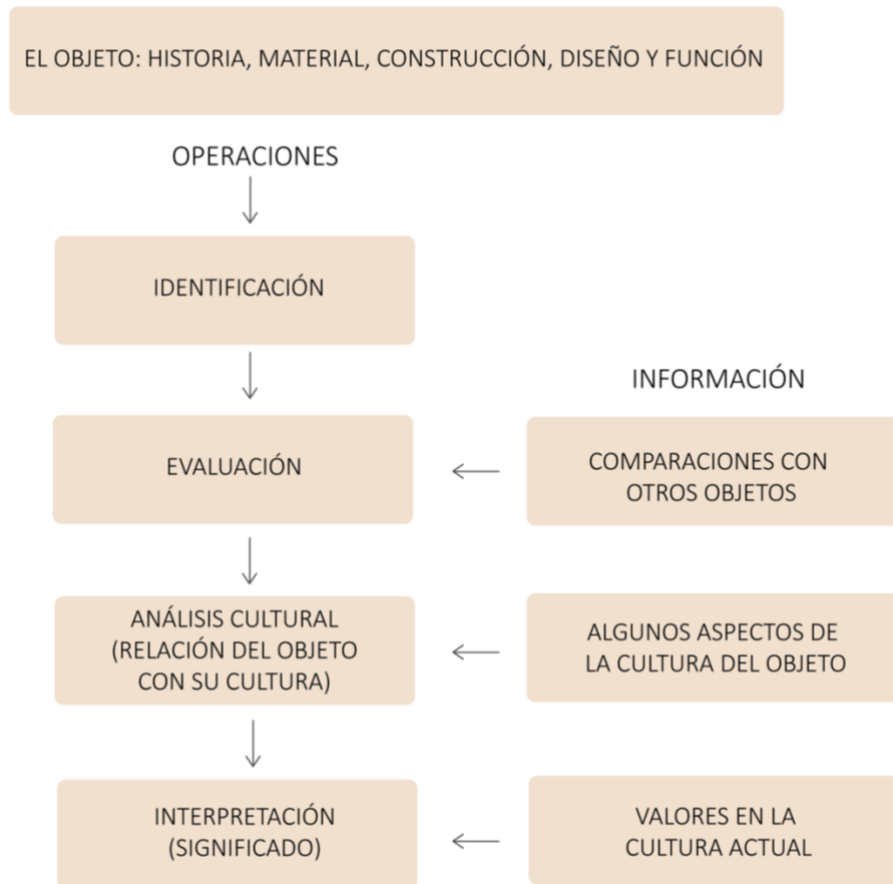 EL OBJETO: HISTORIA, MATERIAL, CONSTRUCCIÓN, DISEÑO Y FUNCIÓN
OPERACIONES
IDENTIFICACIÓN
INFORMACIÓN
EVALUACIÓN
COMPARACIONES CON
OTROS OBJETOS
ANÁLISIS CULTURAL
(RELACIÓN DEL OBJETO
CON SU CULTURA)
ALGUNOS ASPECTOS DE
LA CULTURA DEL OBJETO
INTERPRETACIÓN
(SIGNIFICADO)
VALORES EN LA
CULTURA ACTUAL